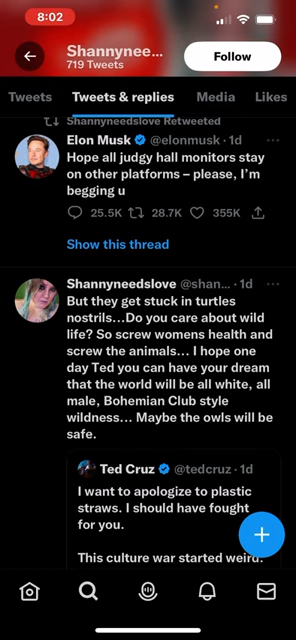 8:02
Shannynee...
719 Tweets
Follow
Tweets
Tweets & replies
Media
Likes
Shannyneedslove Retweeted
Elon Musk @elonmusk · 1d
Hope all judgy hall monitors stay
on other platforms – please, I'm
begging u
25.5K 28.7K 355K
Show this thread
Shannyneedslove @shan... · 1d
But they get stuck in turtles
nostrils...Do you care about wild
life? So screw womens health and
screw the animals... I hope one
day Ted you can have your dream
that the world will be all white, all
male, Bohemian Club style
wildness... Maybe the owls will be
safe.
Ted Cruz @tedcruz · 1d
I want to apologize to plastic
straws. I should have fought
for you.
This culture war started weird.